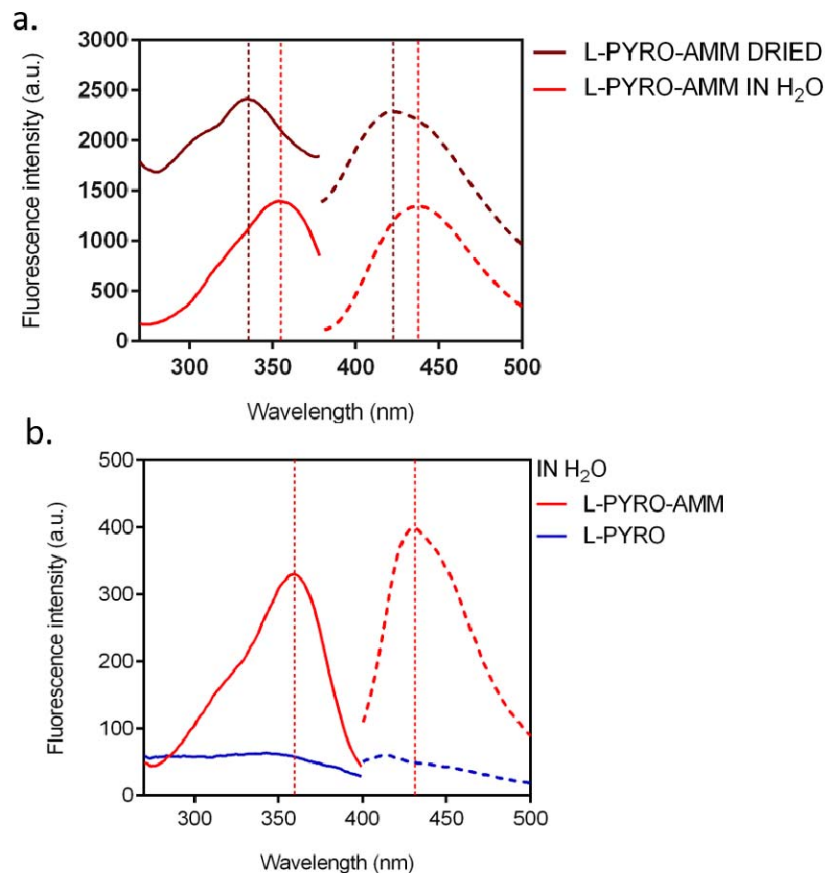 a.
3000
2500
2000
1500
1000
500
0
Fluorescence intensity (a.u.)
300 350 400 450 500
Wavelength (nm)
L-PYRO-AMM DRIED
L-PYRO-AMM IN H₂O
b.
500
400
300
200
100
0
Fluorescence intensity (a.u.)
300 350 400 450 500
Wavelength (nm)
IN H₂O
L-PYRO-AMM
L-PYRO